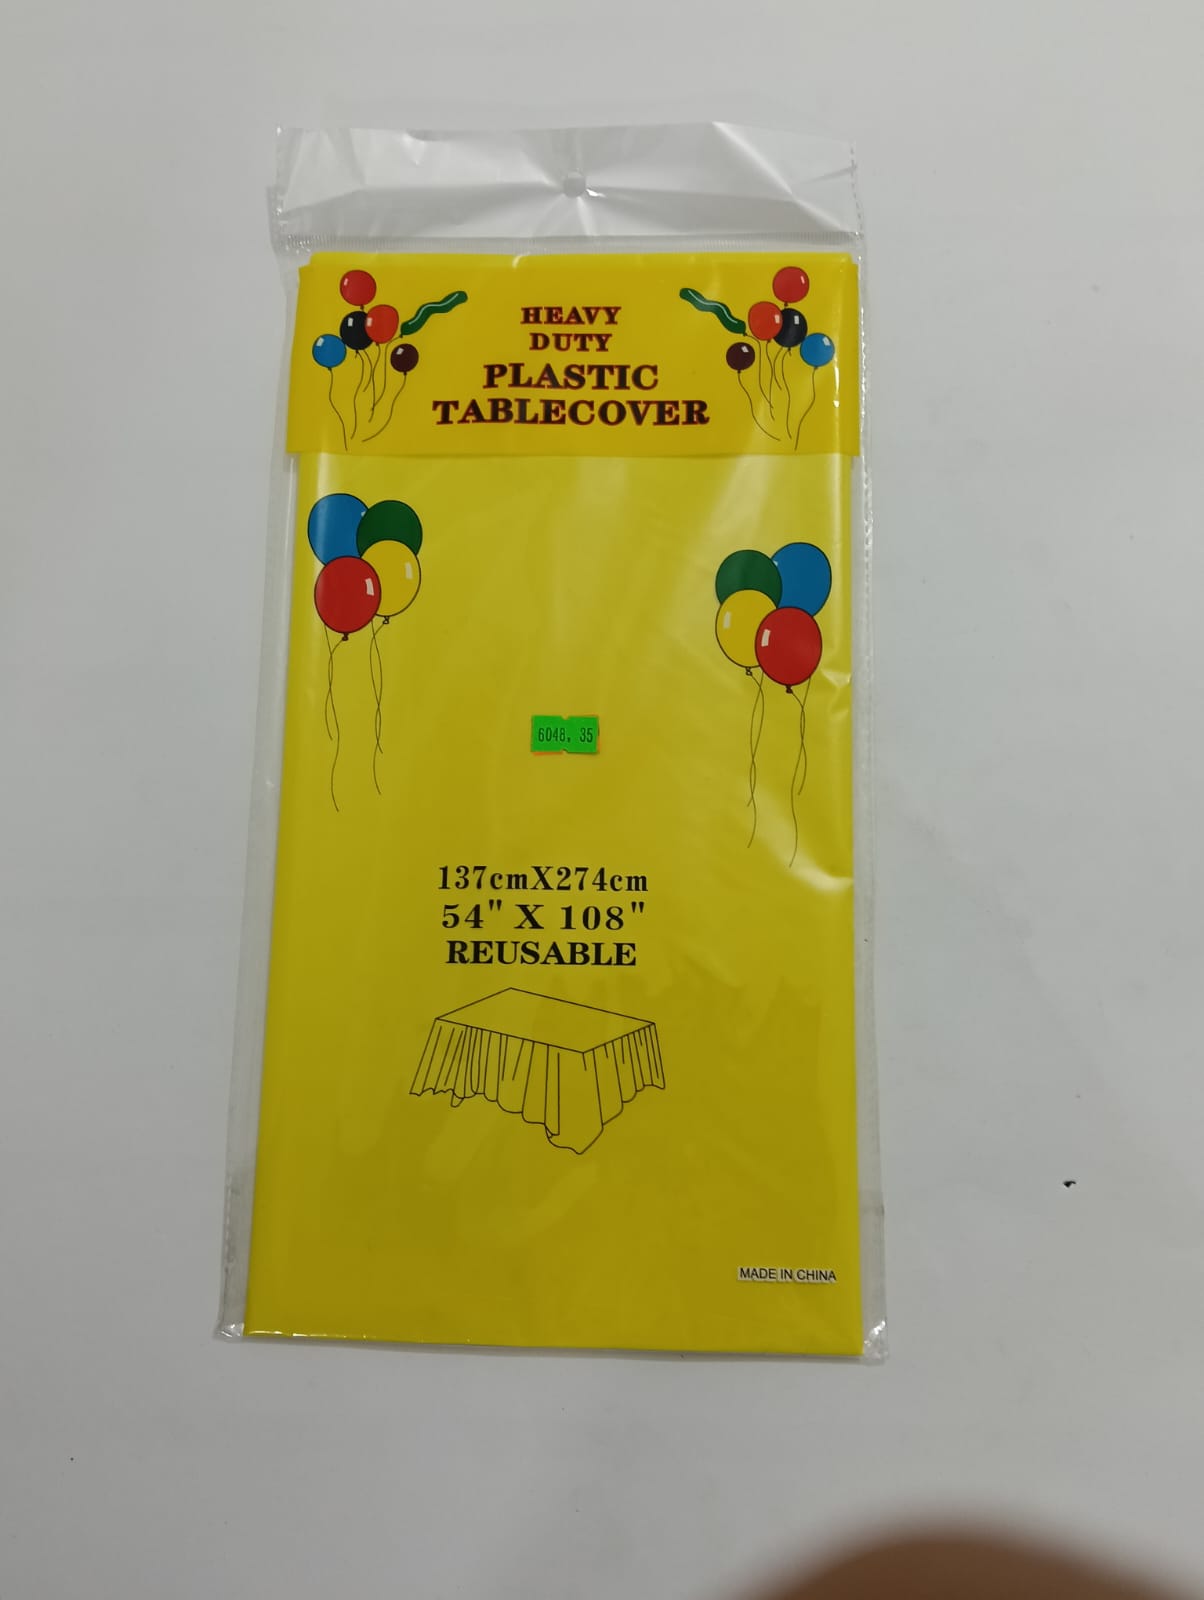 HEAVY
DUTY
PLASTIC
TABLECOVER
6048. 35
137cmX274cm
54" X 108"
REUSABLE
MADE IN CHINA